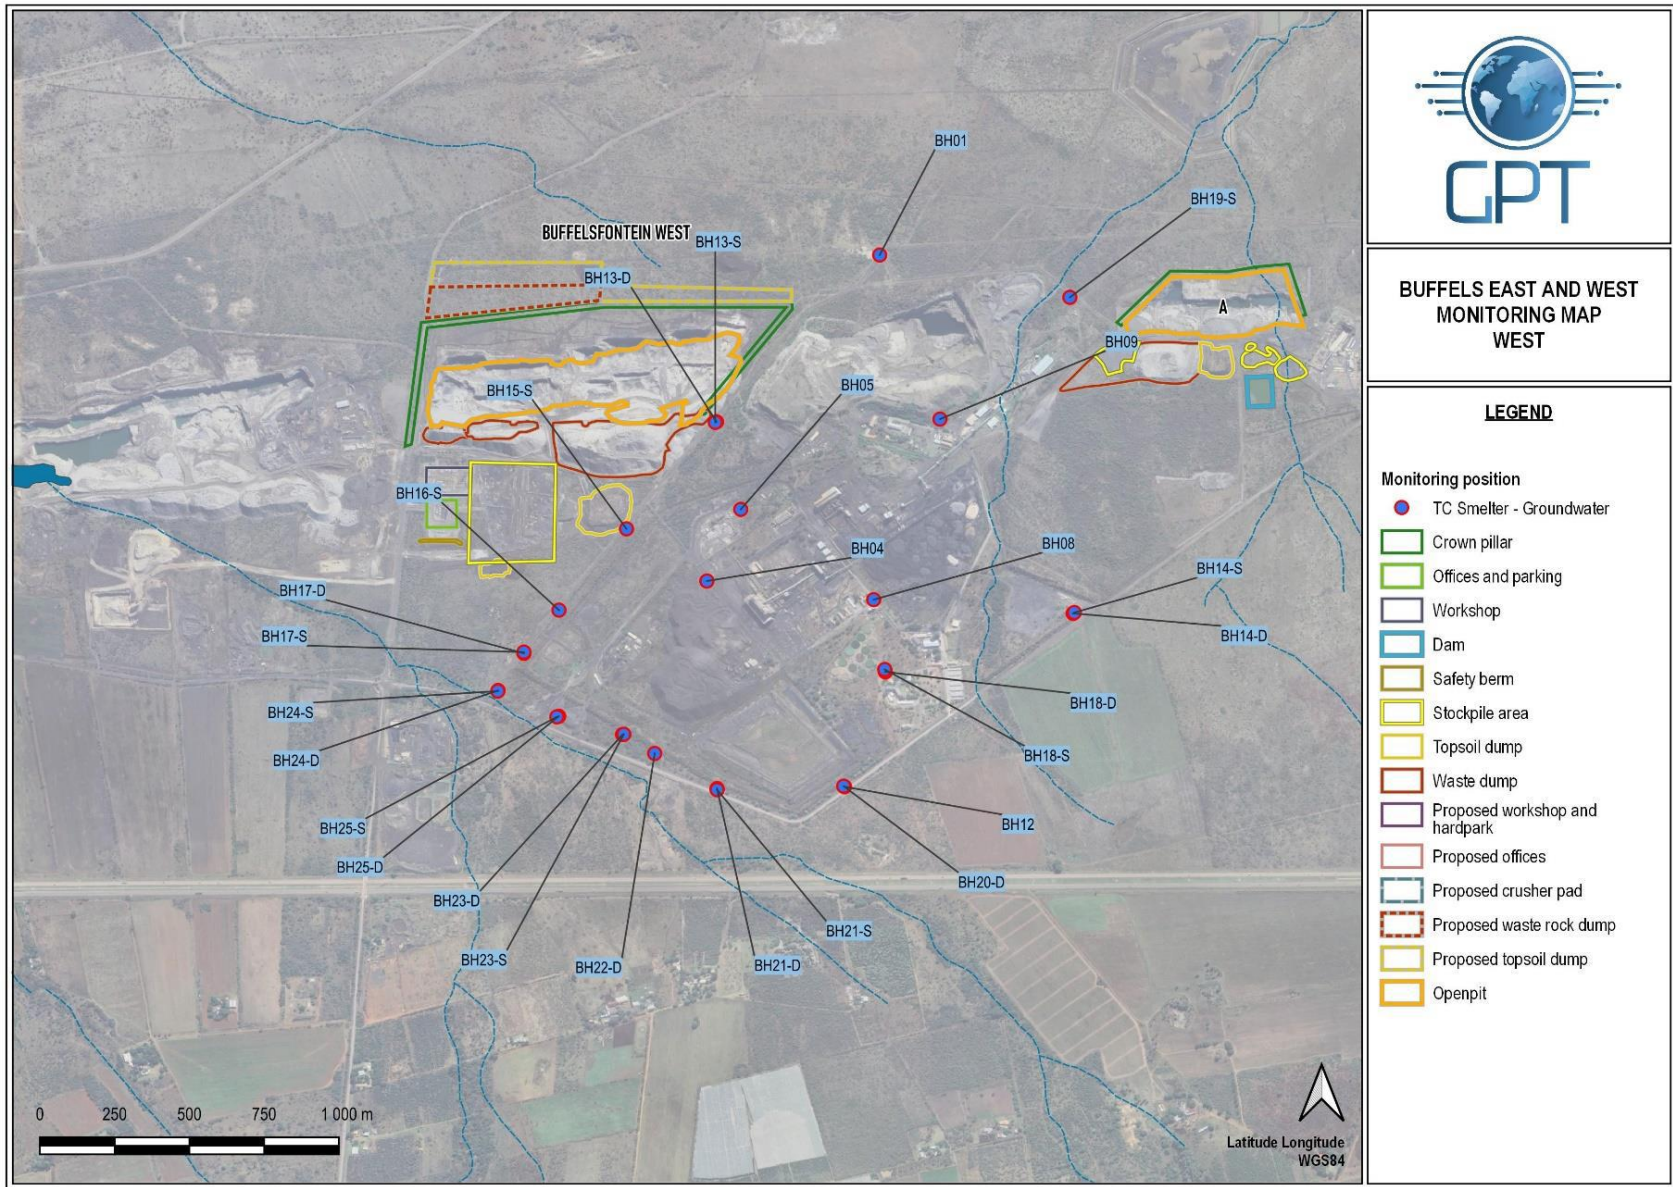 BH01
BH19-S
BUFFELSFONTEIN WEST
BH13-S
BH13-D
A
BH09
BH15-S
BH05
BH16-S
BH04
BH08
BH14-S
BH17-D
BH17-S
BH14-D
BH24-S
BH18-D
BH24-D
BH18-S
BH25-S
BH12
BH25-D
BH20-D
BH23-D
BH21-S
BH23-S
BH22-D
BH21-D
0 250 500 750 1 000 m
Latitude Longitude
WGS84
GPT
BUFFELS EAST AND WEST
MONITORING MAP
WEST
LEGEND
Monitoring position
TC Smelter - Groundwater
Crown pillar
Offices and parking
Workshop
Dam
Safety berm
Stockpile area
Topsoil dump
Waste dump
Proposed workshop and
hardpark
Proposed offices
Proposed crusher pad
Proposed waste rock dump
Proposed topsoil dump
Openpit